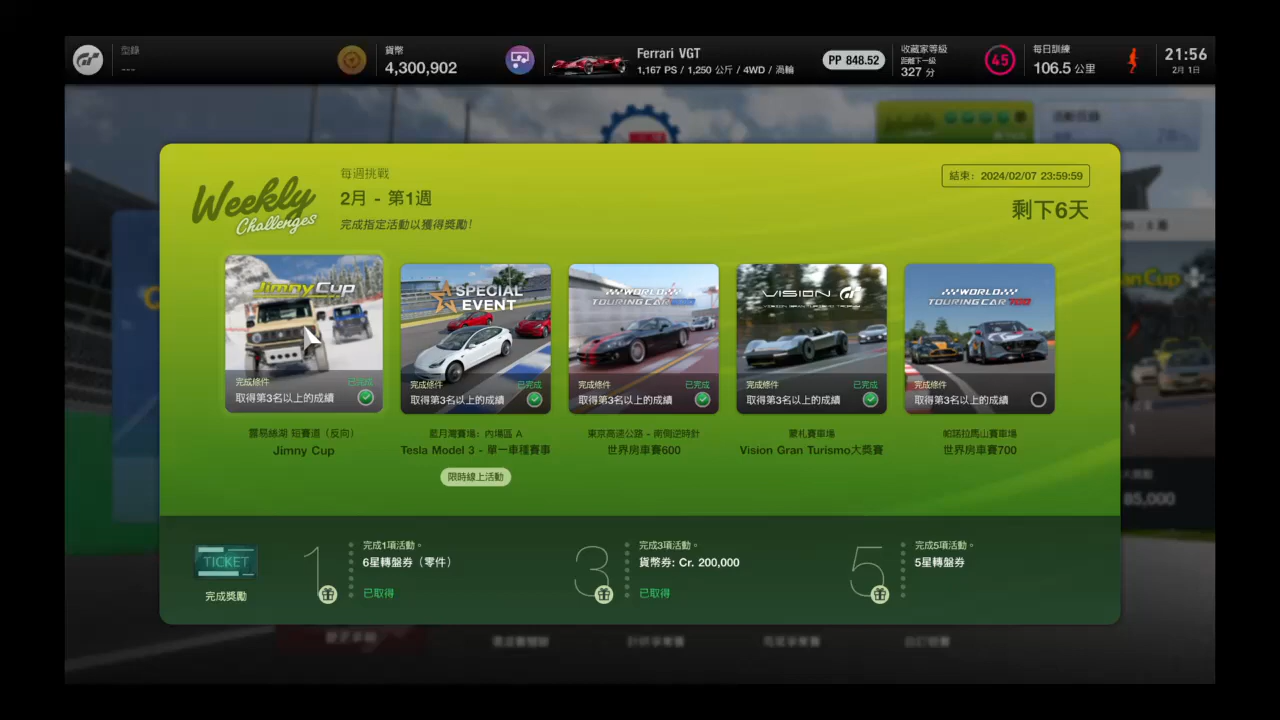 型錄
---
貨幣
4,300,902
Ferrari VGT
1,167 PS / 1,250 公斤 / 4WD / 渦輪
PP 848.52
收藏家等級
距離下一級
327 分
45
每日訓練
106.5 公里
21:56
2月 1日
Weekly
Challenges
每週挑戰
2月 - 第1週
完成指定活動以獲得獎勵!
結束: 2024/02/07 23:59:59
剩下6天
Jimny Cup
完成條件
已完成
取得第3名以上的成績
霧易絲湖 短賽道（反向）
Jimny Cup
SPECIAL
EVENT
完成條件
已完成
取得第3名以上的成績
藍月灣賽場: 內場區 A
Tesla Model 3 - 單一車種賽事
限時線上活動
WORLD
TOURING CAR 600
完成條件
已完成
取得第3名以上的成績
東京高速公路 - 南側逆時針
世界房車賽600
VISION GT
VISION GRAN TURISMO TROPHY
完成條件
已完成
取得第3名以上的成績
蒙札賽車場
Vision Gran Turismo大獎賽
WORLD
TOURING CAR 700
完成條件
取得第3名以上的成績
帕諾拉馬山賽車場
世界房車賽700
TICKET
完成獎勵
1
完成1項活動。
6星轉盤券（零件）
已取得
3
完成3項活動。
貨幣券: Cr. 200,000
已取得
5
完成5項活動。
5星轉盤券
85,000